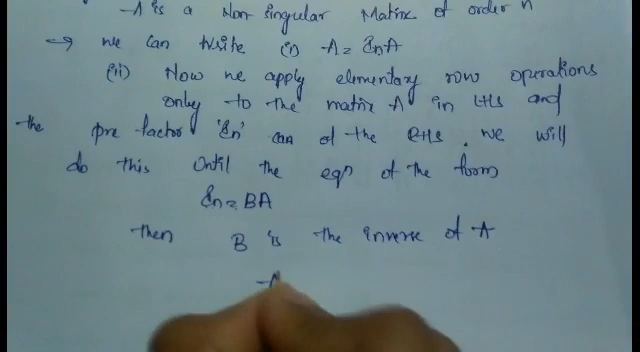 A is a Non singular Matrix of order n
→ we can write (i) A = InA
(ii) Now we apply elementary row operations
only to the matrix A in LHS and
the pre factor 'In' of the RHS. we will
do this Until the eqn of the form
In = BA
then B is the inverse of A
A